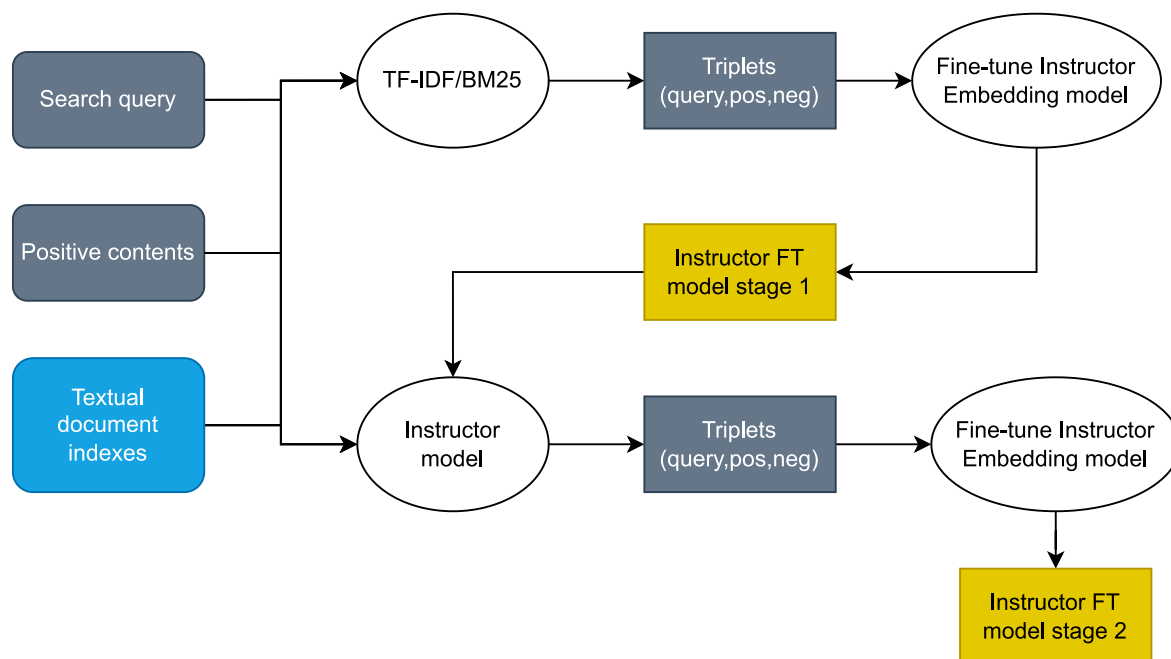 Search query
TF-IDF/BM25
Triplets
(query,pos,neg)
Fine-tune Instructor
Embedding model
Positive contents
Instructor FT
model stage 1
Textual
document
indexes
Instructor
model
Triplets
(query,pos,neg)
Fine-tune Instructor
Embedding model
Instructor FT
model stage 2